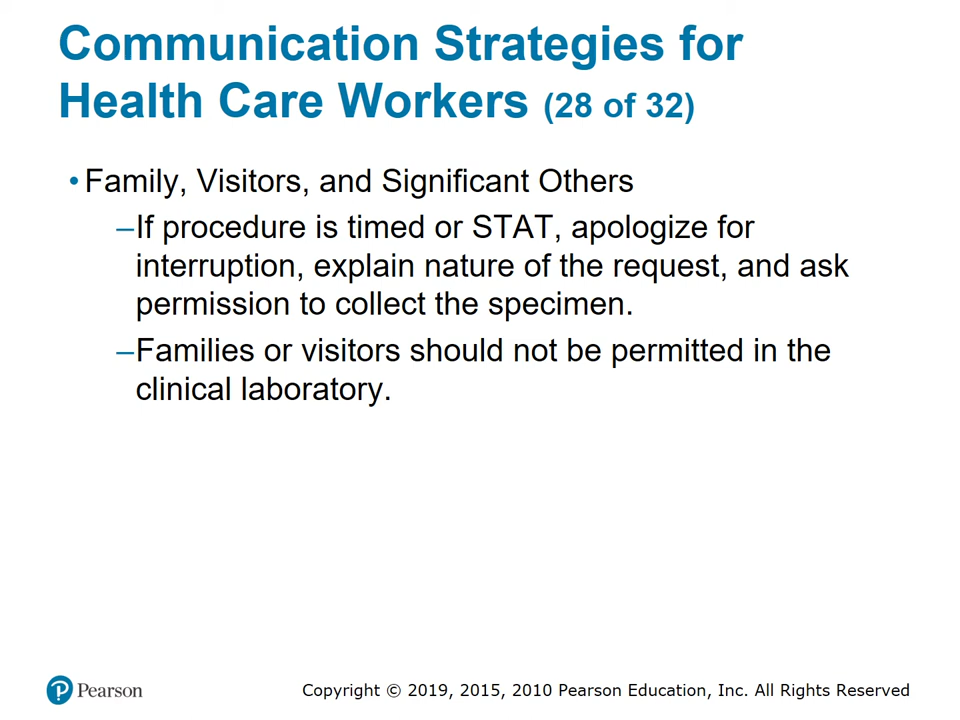 Communication Strategies for
Health Care Workers (28 of 32)
• Family, Visitors, and Significant Others
–If procedure is timed or STAT, apologize for
interruption, explain nature of the request, and ask
permission to collect the specimen.
–Families or visitors should not be permitted in the
clinical laboratory.
Pearson
Copyright © 2019, 2015, 2010 Pearson Education, Inc. All Rights Reserved